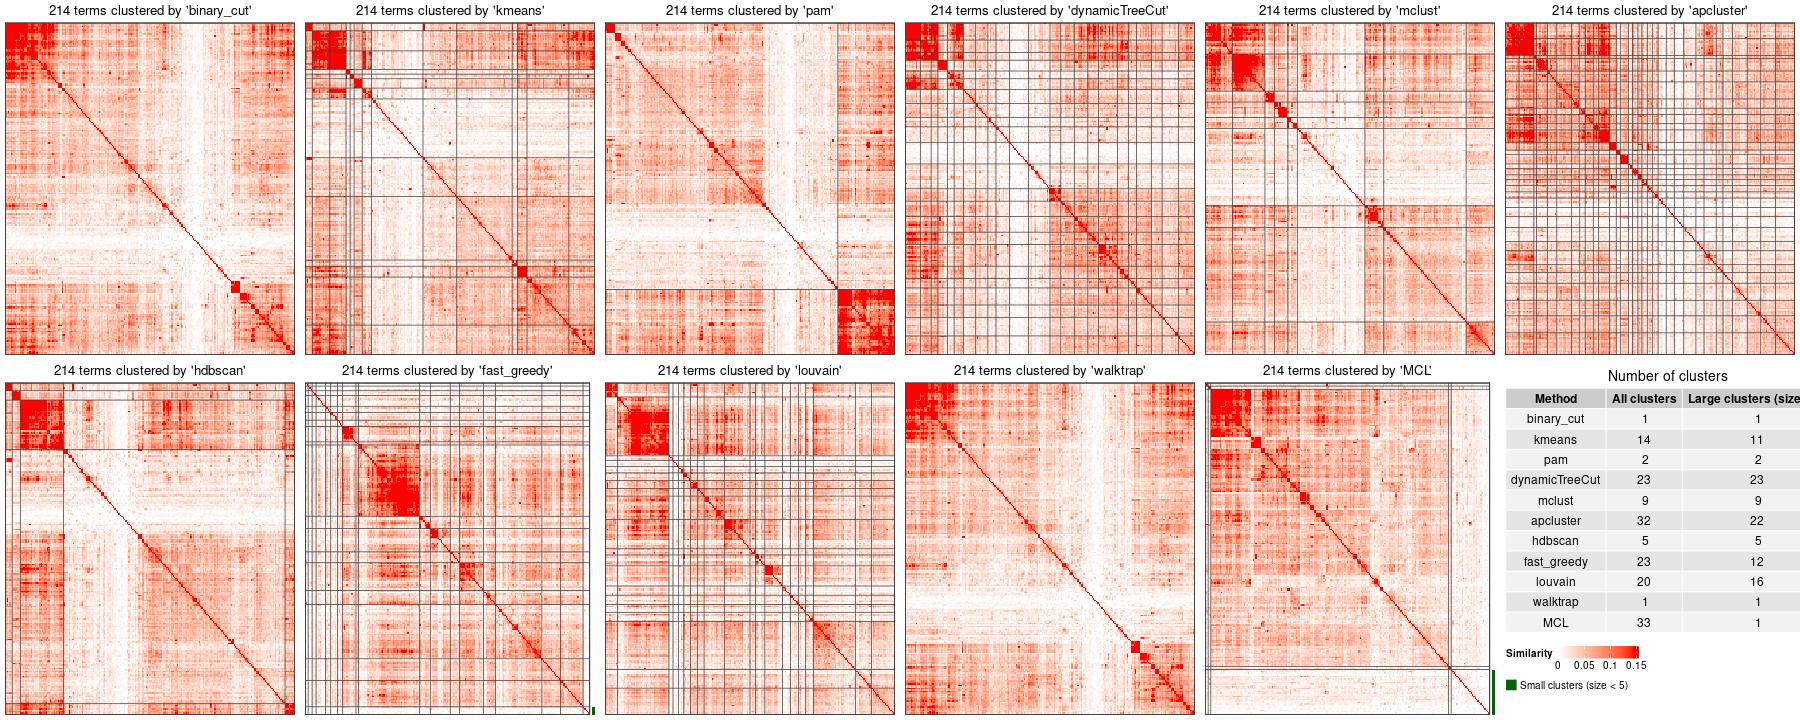 214 terms clustered by 'binary_cut'
214 terms clustered by 'kmeans'
214 terms clustered by 'pam'
214 terms clustered by 'dynamicTreeCut'
214 terms clustered by 'mclust'
214 terms clustered by 'apcluster'
214 terms clustered by 'hdbscan'
214 terms clustered by 'fast_greedy'
214 terms clustered by 'louvain'
214 terms clustered by 'walktrap'
214 terms clustered by 'MCL'
Number of clusters
Method All clusters Large clusters (size
binary_cut 1 1
kmeans 14 11
pam 2 2
dynamicTreeCut 23 23
mclust 9 9
apcluster 32 22
hdbscan 5 5
fast_greedy 23 12
louvain 20 16
walktrap 1 1
MCL 33 1
Similarity
0 0.05 0.1 0.15
Small clusters (size < 5)